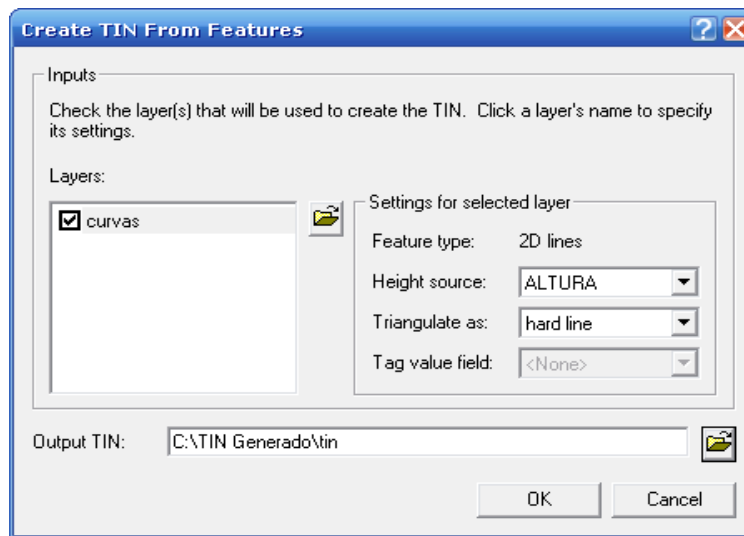 Create TIN From Features
Inputs
Check the layer(s) that will be used to create the TIN. Click a layer's name to specify
its settings.
Layers:
curvas
Settings for selected layer
Feature type: 2D lines
Height source: ALTURA
Triangulate as: hard line
Tag value field: <None>
Output TIN: C:\TIN Generado\tin
OK Cancel